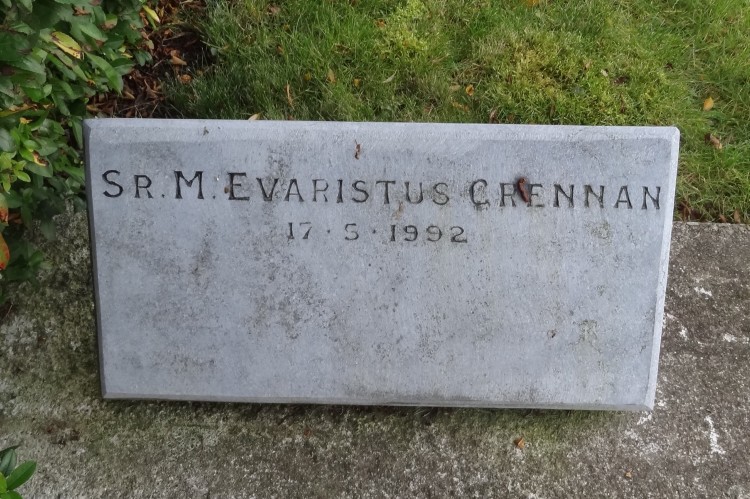 Sr. M. Evaristus Crennan
17 · 5 · 1992